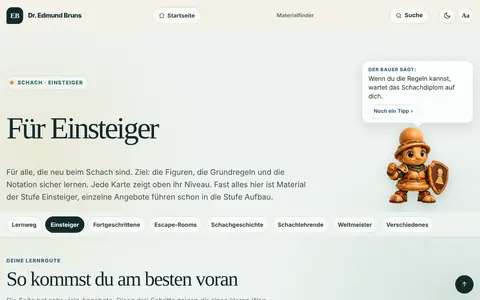 EB Dr. Edmund Bruns Startseite Materialfinder Suche Aa
SCHACH · EINSTEIGER
DER BAUER SAGT:
Wenn du die Regeln kannst,
wartet das Schachdiplom auf
dich.
Noch ein Tipp ›
Für Einsteiger
Für alle, die neu beim Schach sind. Ziel: die Figuren, die Grundregeln und die
Notation sicher lernen. Jede Karte zeigt oben ihr Niveau. Fast alles hier ist Material
der Stufe Einsteiger, einzelne Angebote führen schon in die Stufe Aufbau.
Lernweg Einsteiger Fortgeschrittene Escape-Rooms Schachgeschichte Schachlehrende Weltmeister Verschiedenes
DEINE LERNROUTE
So kommst du am besten voran